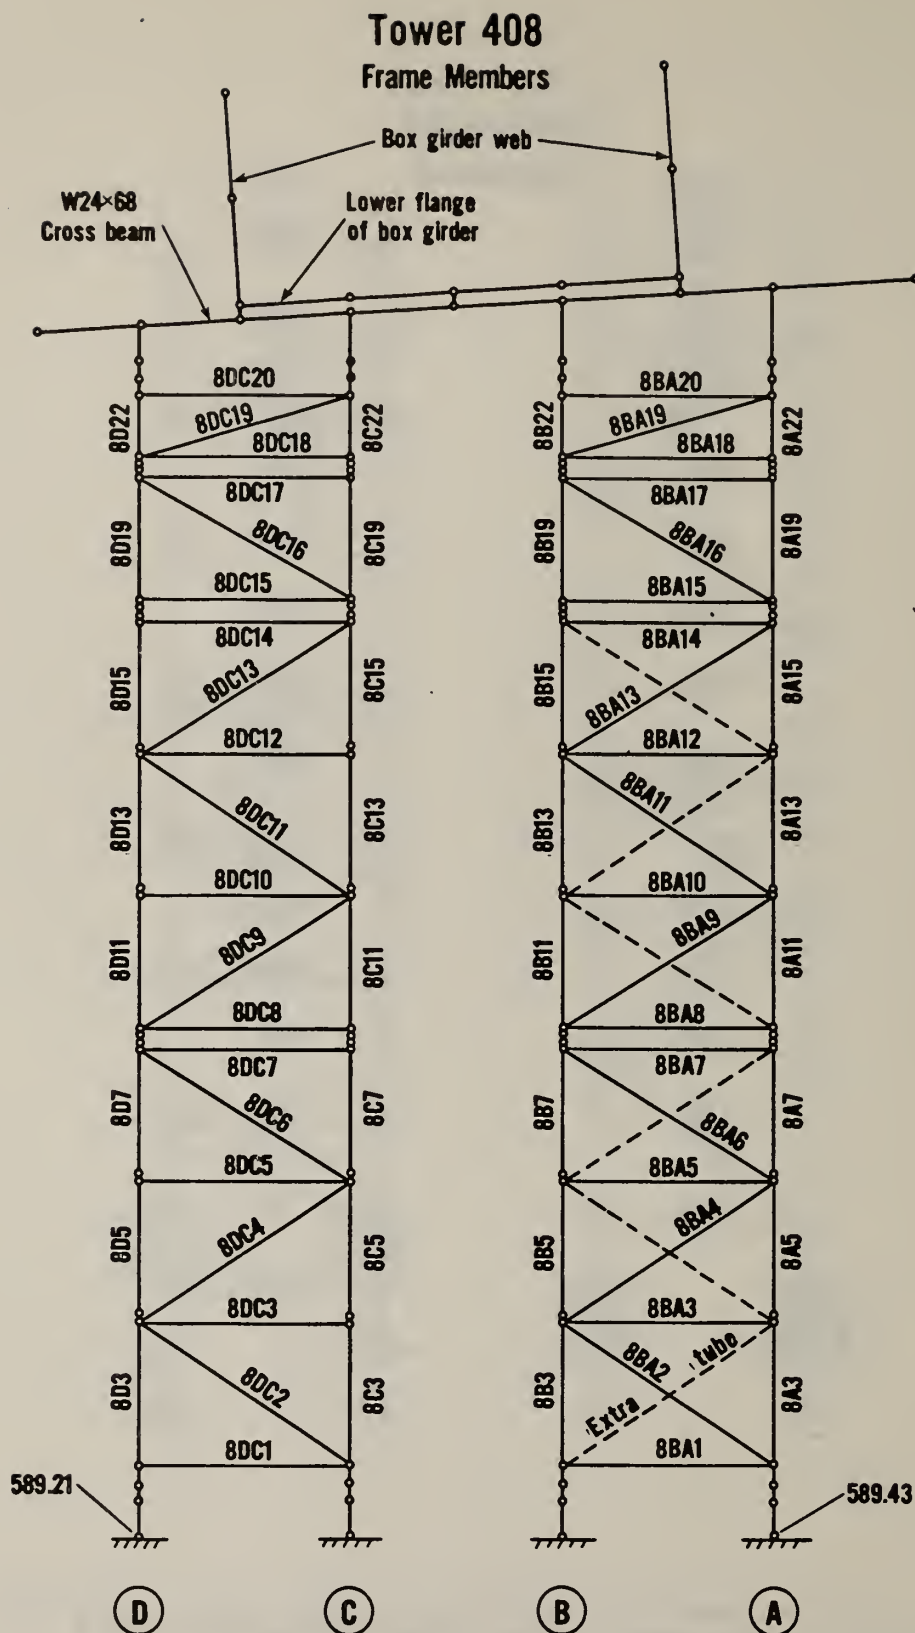 Tower 408
Frame Members
Box girder web
W24×68
Cross beam
Lower flange
of box girder
8DC20
8BA20
8D22
8DC19
8C22
8B22
8BA19
8A22
8DC18
8BA18
8DC17
8BA17
8D19
8DC16
8C19
8B19
8BA16
8A19
8DC15
8BA15
8DC14
8BA14
8D15
8DC13
8C15
8B15
8BA13
8A15
8DC12
8BA12
8D13
8DC11
8C13
8B13
8BA11
8A13
8DC10
8BA10
8D11
8DC9
8C11
8B11
8BA9
8A11
8DC8
8BA8
8DC7
8BA7
8D7
8DC6
8C7
8B7
8BA6
8A7
8DC5
8BA5
8D5
8DC4
8C5
8B5
8BA4
8A5
8DC3
8BA3
8D3
8DC2
8C3
8B3
8BA2
Extra tube
8A3
8DC1
8BA1
589.21
589.43
D
C
B
A